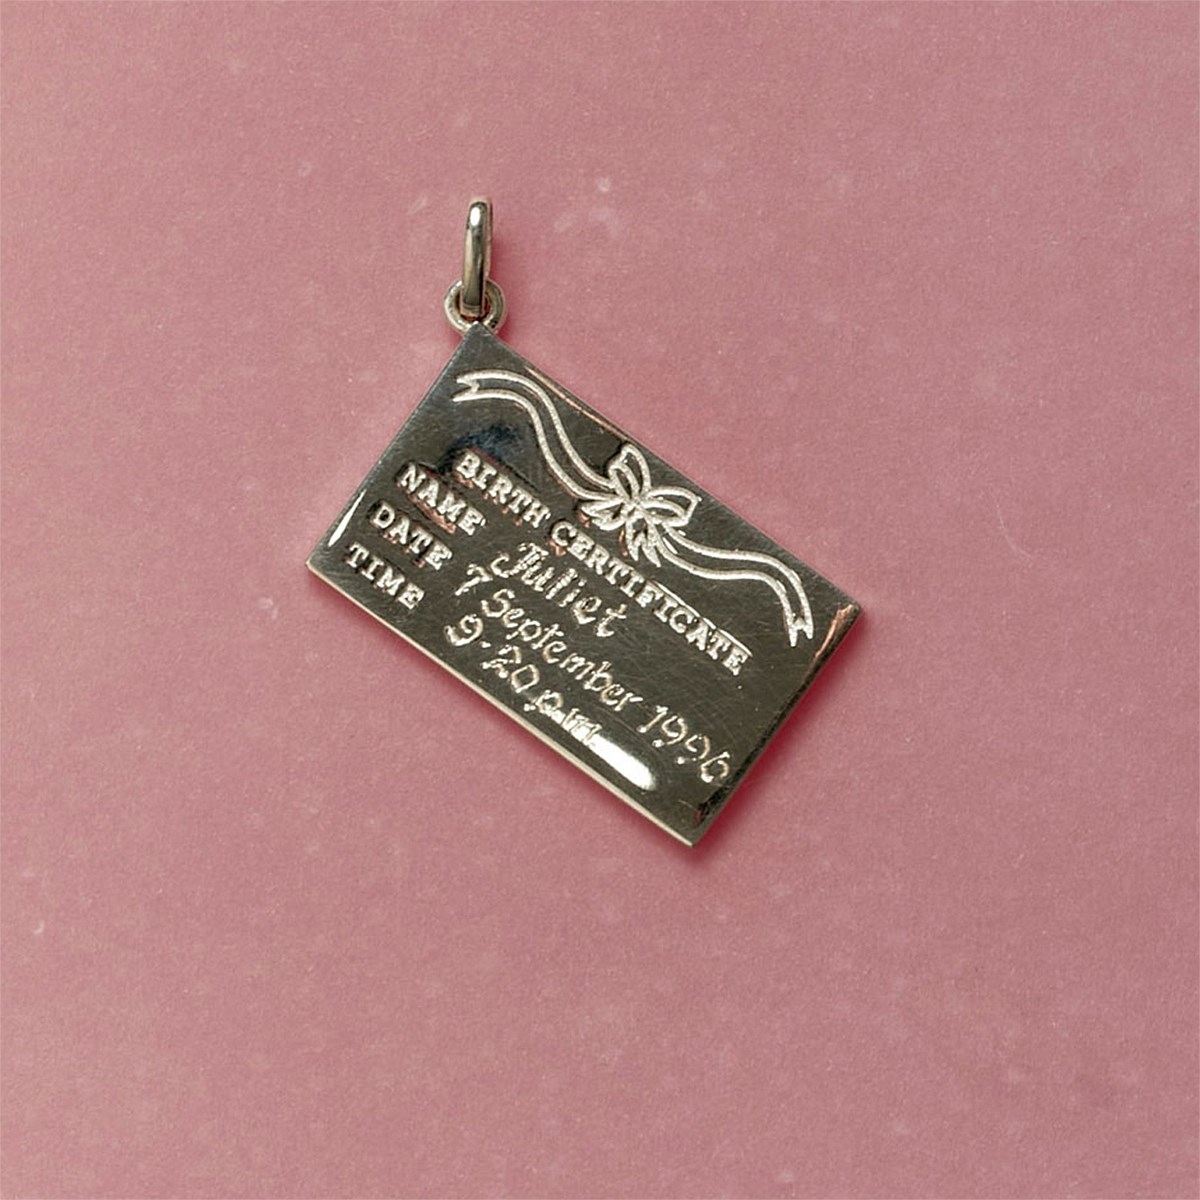 BIRTH CERTIFICATE
NAME Juliet
DATE 7 September 1996
TIME 9.20 p.m.